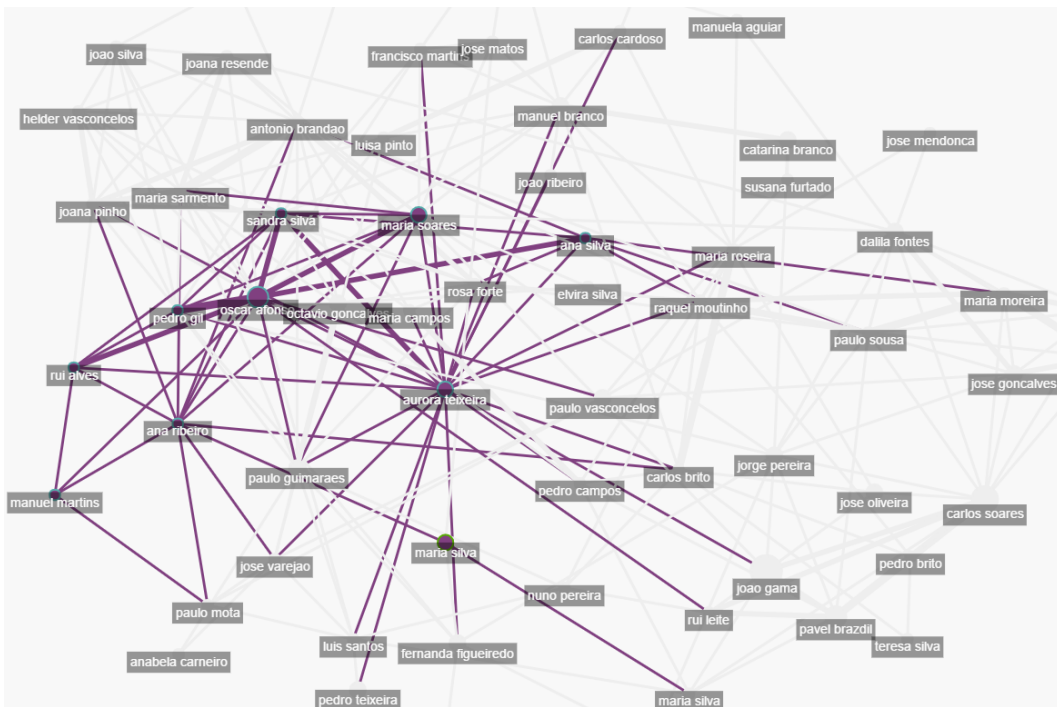 manuela aguiar
carlos cardoso
jose matos
francisco martins
joao silva
joana resende
helder vasconcelos
manuel branco
antonio brandao
luisa pinto
catarina branco
jose mendonca
joao ribeiro
susana furtado
maria sarmento
joana pinho
sandra silva
maria soares
ana silva
maria roseira
dalila fontes
rosa forte
elvira silva
raquel moutinho
maria moreira
oscar afonso
octavio goncalves
maria campos
pedro gil
paulo sousa
rui alves
jose goncalves
aurora teixeira
paulo vasconcelos
ana ribeiro
jorge pereira
paulo guimaraes
carlos brito
pedro campos
manuel martins
jose oliveira
carlos soares
maria silva
jose varejao
pedro brito
joao gama
nuno pereira
paulo mota
rui leite
pavel brazdil
luis santos
fernanda figueiredo
teresa silva
anabela carneiro
pedro teixeira
maria silva